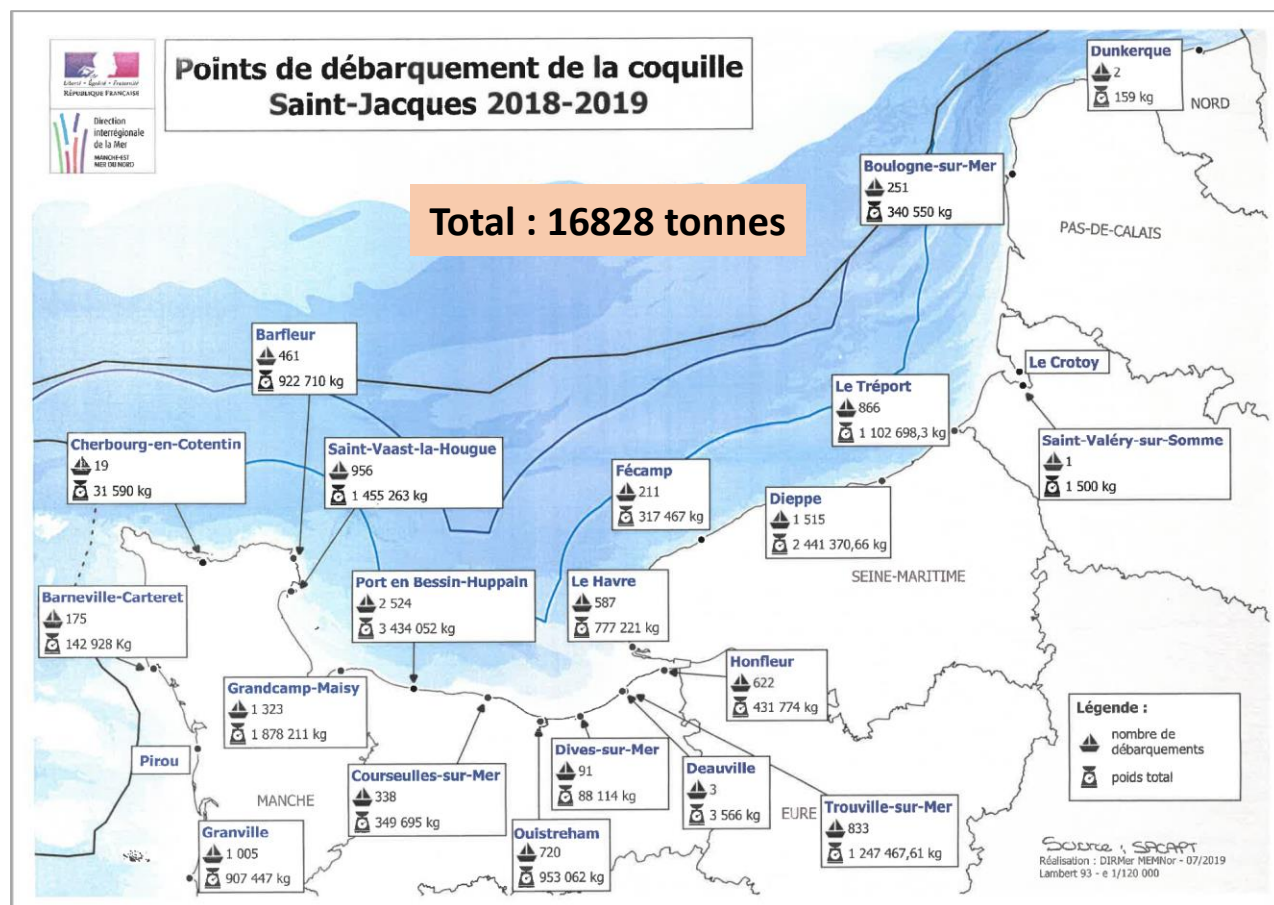 Liberté • Égalité • Fraternité
RÉPUBLIQUE FRANÇAISE
Direction
interrégionale
de la Mer
MANCHE-EST
MER DU NORD
Points de débarquement de la coquille
Saint-Jacques 2018-2019
Total : 16828 tonnes
Dunkerque
2
159 kg
NORD
Boulogne-sur-Mer
251
340 550 kg
PAS-DE-CALAIS
Barfleur
461
922 710 kg
Le Crotoy
Le Tréport
866
1 102 698,3 kg
Cherbourg-en-Cotentin
19
31 590 kg
Saint-Vaast-la-Hougue
956
1 455 263 kg
Saint-Valéry-sur-Somme
1
1 500 kg
Fécamp
211
317 467 kg
Dieppe
1 515
2 441 370,66 kg
SEINE-MARITIME
Barneville-Carteret
175
142 928 Kg
Port en Bessin-Huppain
2 524
3 434 052 kg
Le Havre
587
777 221 kg
Honfleur
622
431 774 kg
Grandcamp-Maisy
1 323
1 878 211 kg
Pirou
MANCHE
Courseulles-sur-Mer
338
349 695 kg
Dives-sur-Mer
91
88 114 kg
Deauville
3
3 566 kg
EURE
Trouville-sur-Mer
833
1 247 467,61 kg
Granville
1 005
907 447 kg
Ouistreham
720
953 062 kg
Légende :
nombre de
débarquements
poids total
Source : SACAPT
Réalisation : DIRMer MEMNor - 07/2019
Lambert 93 - e 1/120 000